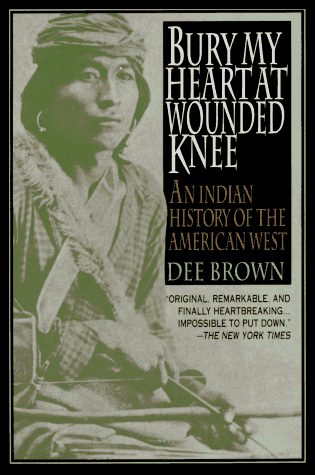 BURY MY
HEART AT
WOUNDED
KNEE
AN INDIAN
HISTORY OF THE
AMERICAN WEST
DEE BROWN
"ORIGINAL, REMARKABLE, AND
FINALLY HEARTBREAKING...
IMPOSSIBLE TO PUT DOWN."
—THE NEW YORK TIMES